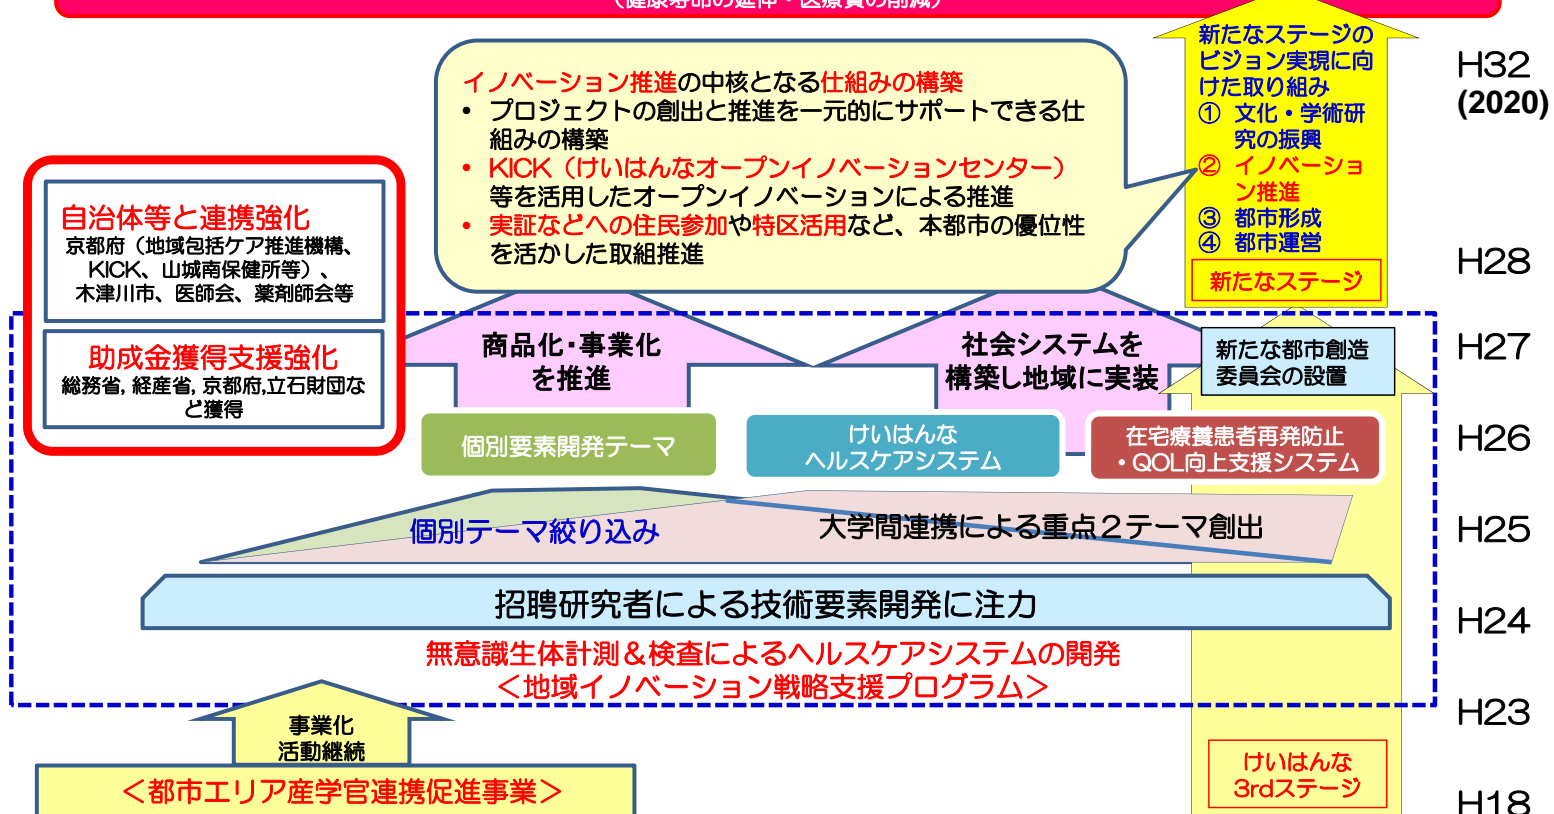 （健康寿命の延伸・医療費の削減）
イノベーション推進の中核となる仕組みの構築
• プロジェクトの創出と推進を一元的にサポートできる仕
組みの構築
• KICK（けいはんなオープンイノベーションセンター）
等を活用したオープンイノベーションによる推進
• 実証などへの住民参加や特区活用など、本都市の優位性
を活かした取組推進
新たなステージの
ビジョン実現に向
けた取り組み
① 文化・学術研
究の振興
② イノベーショ
ン推進
③ 都市形成
④ 都市運営
新たなステージ
H32
(2020)
H28
自治体等と連携強化
京都府（地域包括ケア推進機構、
KICK、山城南保健所等）、
木津川市、医師会、薬剤師会等
助成金獲得支援強化
総務省, 経産省, 京都府,立石財団な
ど獲得
商品化・事業化
を推進
社会システムを
構築し地域に実装
新たな都市創造
委員会の設置
H27
個別要素開発テーマ
けいはんな
ヘルスケアシステム
在宅療養患者再発防止
・QOL向上支援システム
H26
個別テーマ絞り込み
大学間連携による重点２テーマ創出
H25
招聘研究者による技術要素開発に注力
H24
無意識生体計測＆検査によるヘルスケアシステムの開発
＜地域イノベーション戦略支援プログラム＞
H23
事業化
活動継続
＜都市エリア産学官連携促進事業＞
けいはんな
3rdステージ
H18